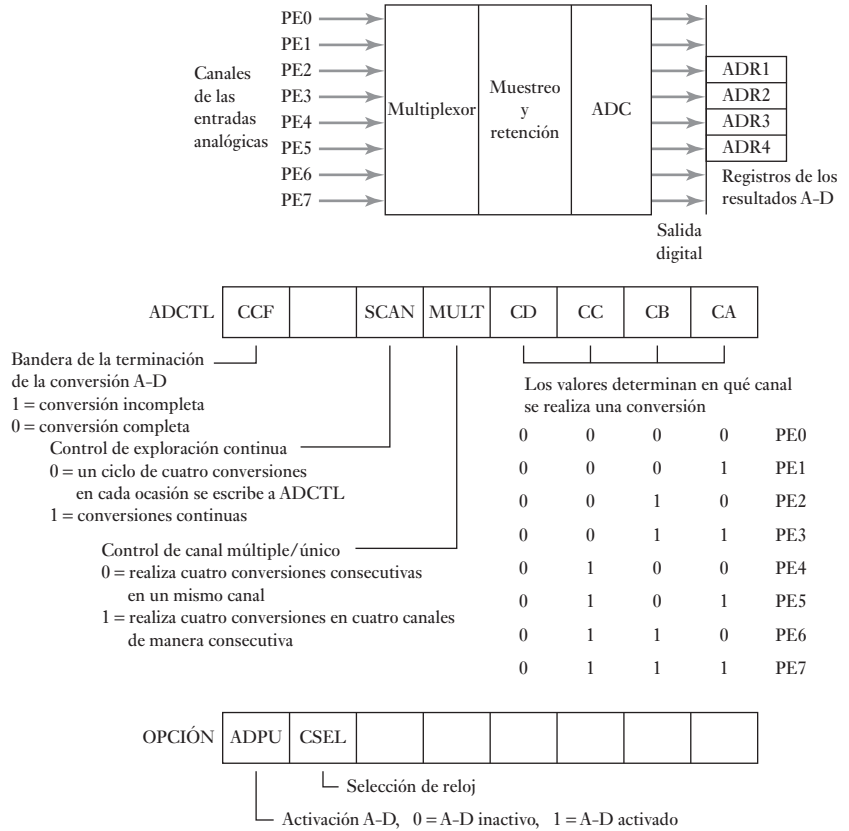 PE0
PE1
PE2
PE3
PE4
PE5
PE6
PE7
Canales
de las
entradas
analógicas
Multiplexor
Muestreo
y
retención
ADC
ADR1
ADR2
ADR3
ADR4
Registros de los
resultados A-D
Salida
digital
ADCTL CCF SCAN MULT CD CC CB CA
Bandera de la terminación
de la conversión A-D
1 = conversión incompleta
0 = conversión completa
Control de exploración continua
0 = un ciclo de cuatro conversiones
en cada ocasión se escribe a ADCTL
1 = conversiones continuas
Control de canal múltiple/único
0 = realiza cuatro conversiones consecutivas
en un mismo canal
1 = realiza cuatro conversiones en cuatro canales
de manera consecutiva
Los valores determinan en qué canal
se realiza una conversión
0 0 0 0 PE0
0 0 0 1 PE1
0 0 1 0 PE2
0 0 1 1 PE3
0 1 0 0 PE4
0 1 0 1 PE5
0 1 1 0 PE6
0 1 1 1 PE7
OPCIÓN ADPU CSEL
Selección de reloj
Activación A-D, 0 = A-D inactivo, 1 = A-D activado